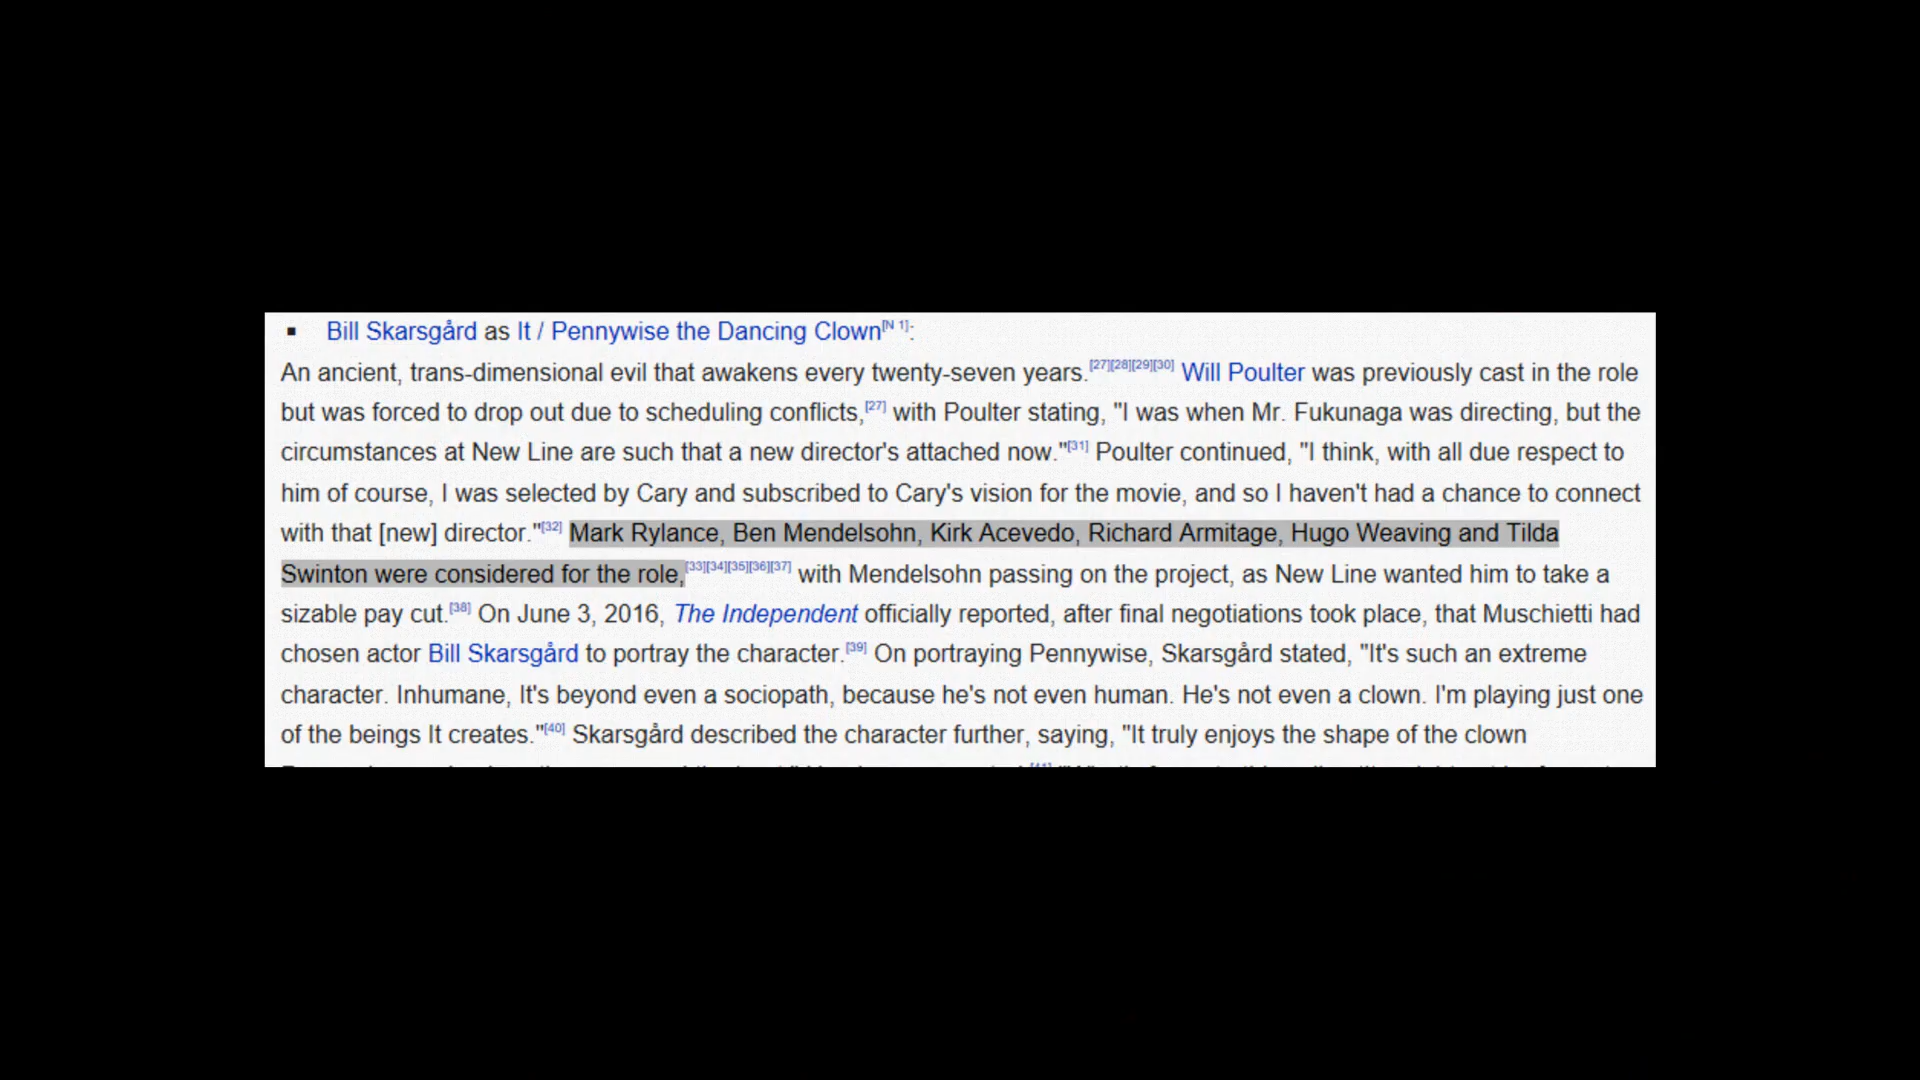 ▪ Bill Skarsgård as It / Pennywise the Dancing Clown[N 1]:
An ancient, trans-dimensional evil that awakens every twenty-seven years.[27][28][29][30] Will Poulter was previously cast in the role
but was forced to drop out due to scheduling conflicts,[27] with Poulter stating, "I was when Mr. Fukunaga was directing, but the
circumstances at New Line are such that a new director's attached now."[31] Poulter continued, "I think, with all due respect to
him of course, I was selected by Cary and subscribed to Cary's vision for the movie, and so I haven't had a chance to connect
with that [new] director."[32] Mark Rylance, Ben Mendelsohn, Kirk Acevedo, Richard Armitage, Hugo Weaving and Tilda
Swinton were considered for the role,[33][34][35][36][37] with Mendelsohn passing on the project, as New Line wanted him to take a
sizable pay cut.[38] On June 3, 2016, The Independent officially reported, after final negotiations took place, that Muschietti had
chosen actor Bill Skarsgård to portray the character.[39] On portraying Pennywise, Skarsgård stated, "It's such an extreme
character. Inhumane, It's beyond even a sociopath, because he's not even human. He's not even a clown. I'm playing just one
of the beings It creates."[40] Skarsgård described the character further, saying, "It truly enjoys the shape of the clown